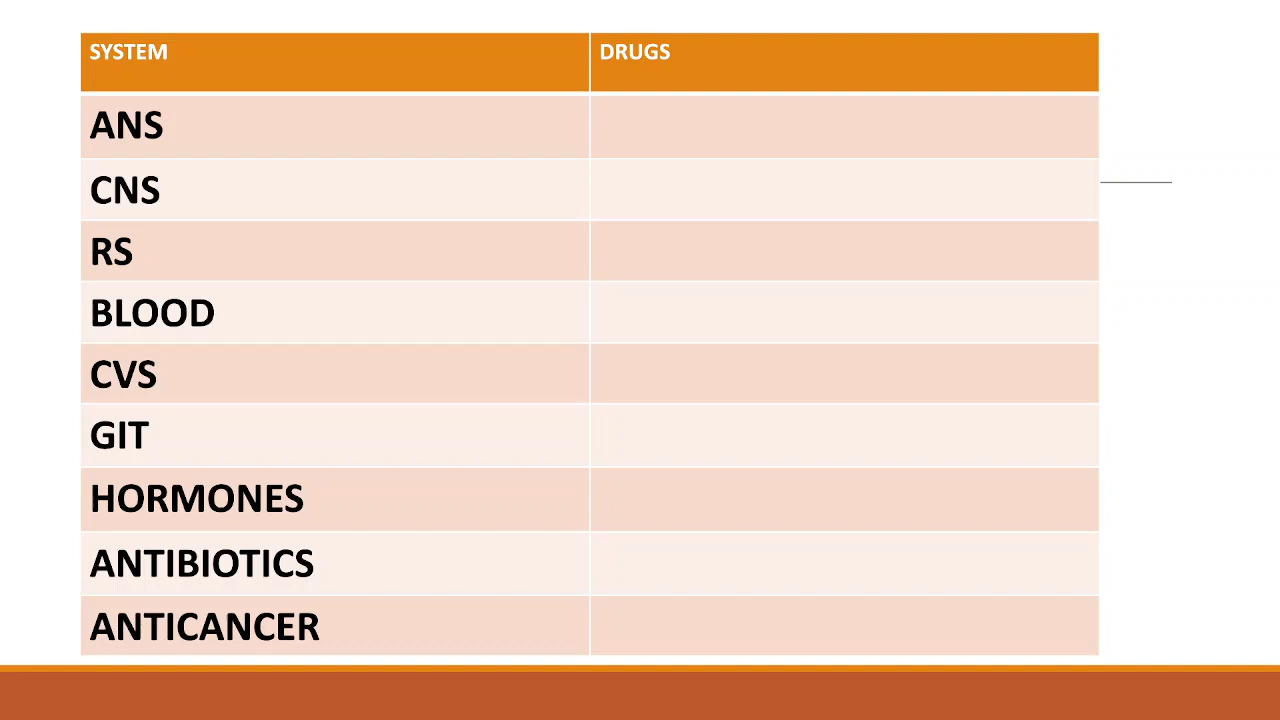 SYSTEM DRUGS
ANS
CNS
RS
BLOOD
CVS
GIT
HORMONES
ANTIBIOTICS
ANTICANCER